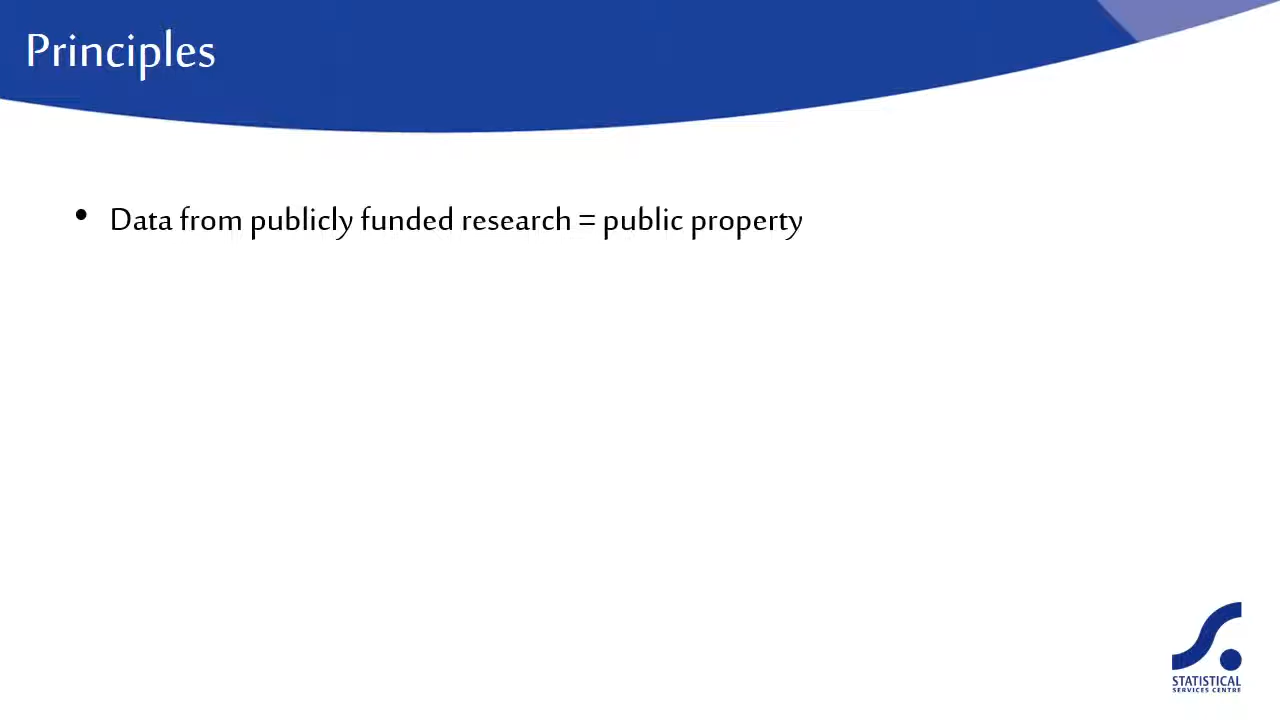 Principles
• Data from publicly funded research = public property
STATISTICAL
SERVICES CENTRE